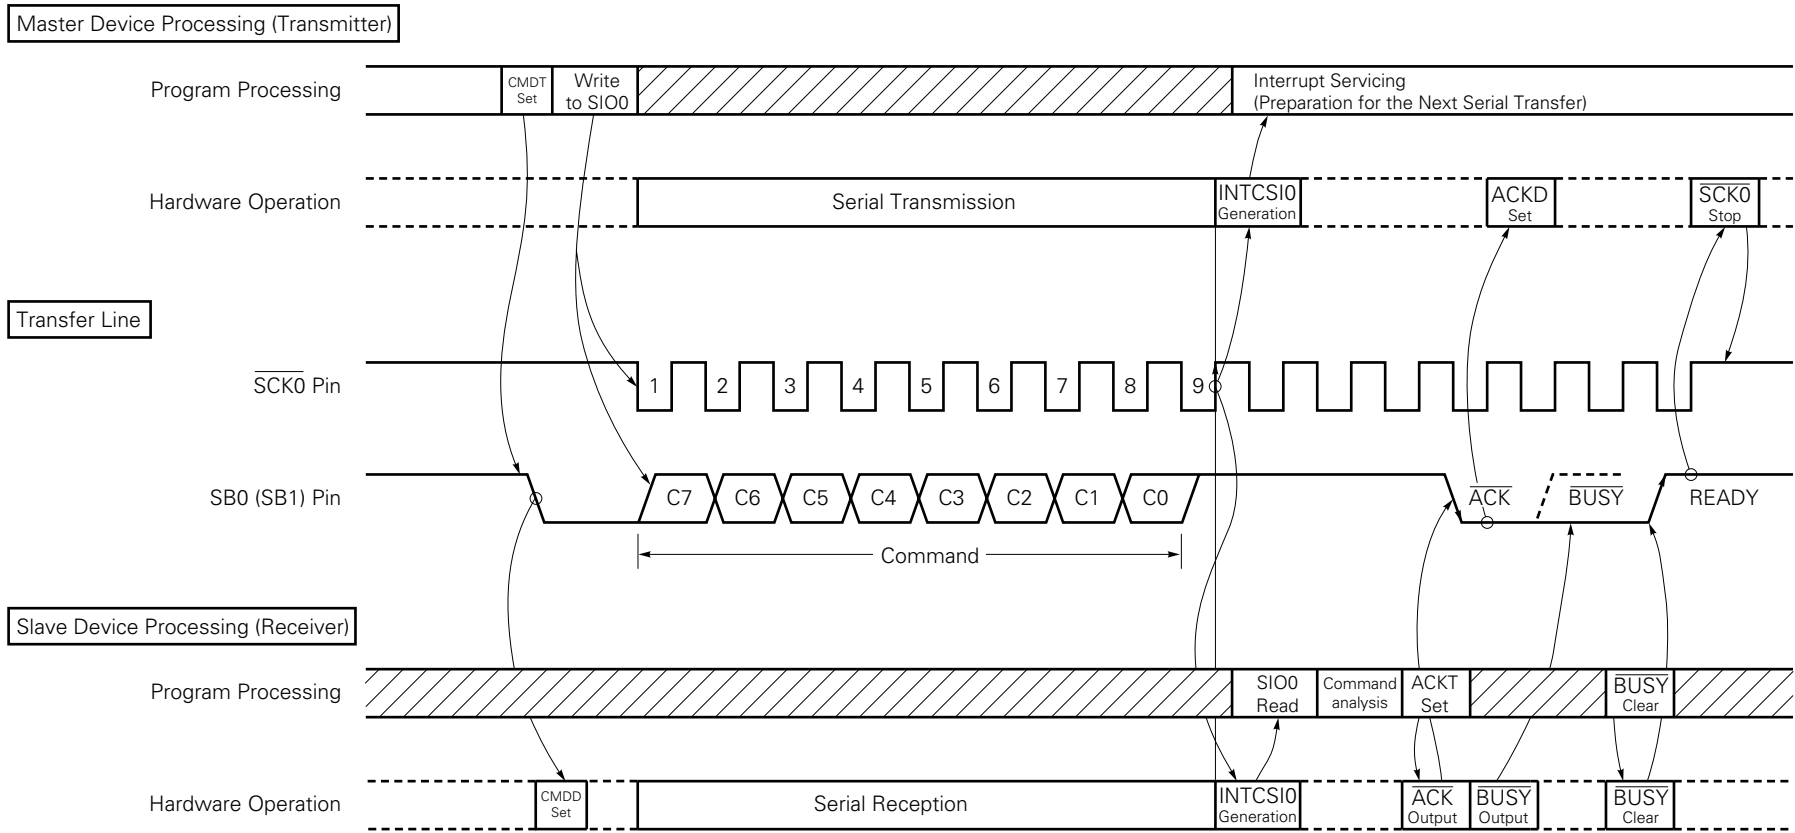 Master Device Processing (Transmitter)
Program Processing
CMDT
Set
Write
to SIO0
Interrupt Servicing
(Preparation for the Next Serial Transfer)
Hardware Operation
Serial Transmission
INTCSI0
Generation
ACKD
Set
SCK0
Stop
Transfer Line
SCK0 Pin
1 2 3 4 5 6 7 8 9
SB0 (SB1) Pin
C7 C6 C5 C4 C3 C2 C1 C0
ACK
BUSY
READY
Command
Slave Device Processing (Receiver)
Program Processing
SIO0
Read
Command
analysis
ACKT
Set
BUSY
Clear
Hardware Operation
CMDD
Set
Serial Reception
INTCSI0
Generation
ACK
Output
BUSY
Output
BUSY
Clear